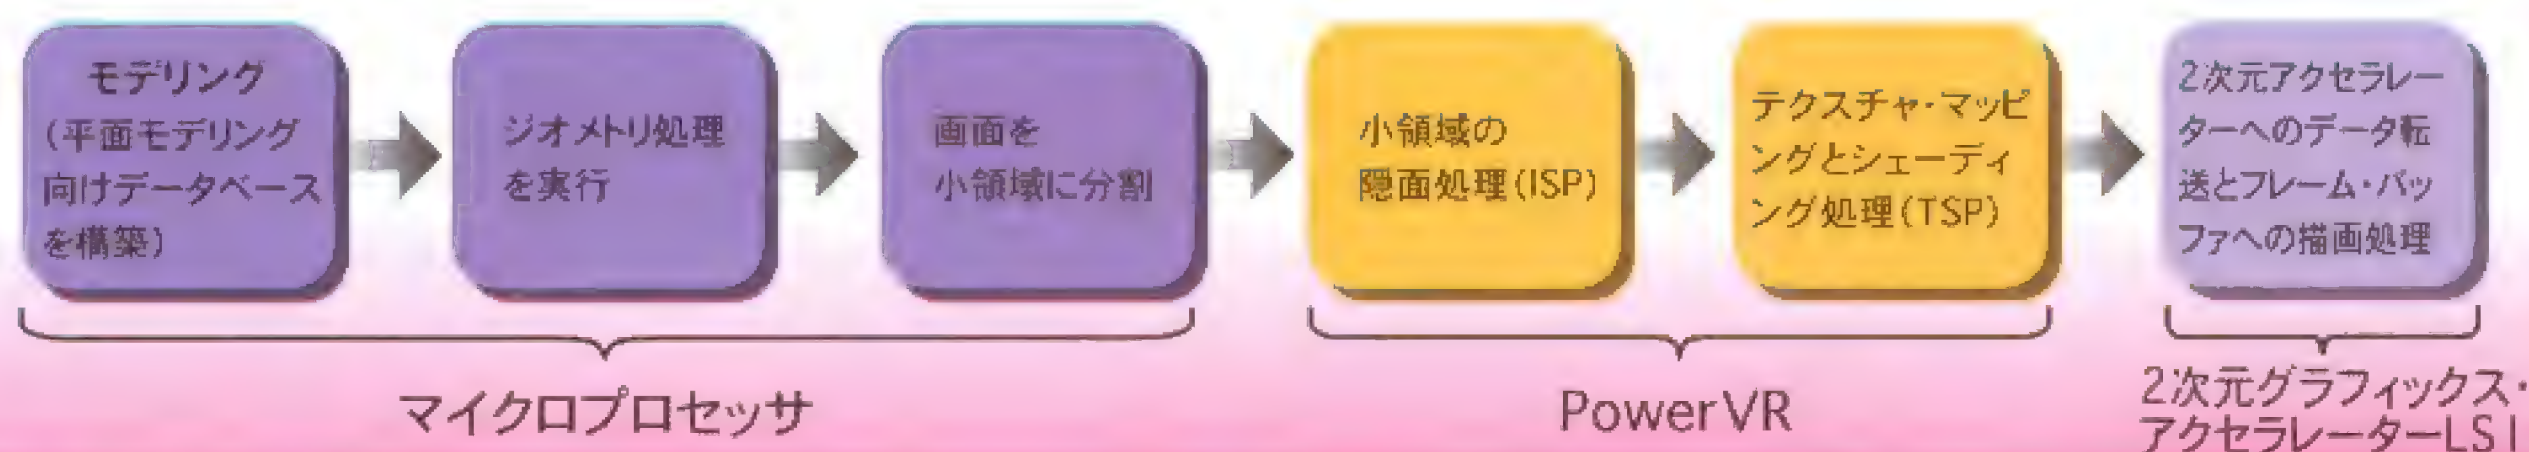 モデリング
(平面モデリング
向けデータベース
を構築)
ジオメトリ処理
を実行
画面を
小領域に分割
小領域の
隠面処理(ISP)
テクスチャ・マッピ
ングとシェーディ
ング処理(TSP)
2次元アクセラレー
ターへのデータ転
送とフレーム・バッ
ファへの描画処理
マイクロプロセッサ
PowerVR
2次元グラフィックス・
アクセラレーターLSI